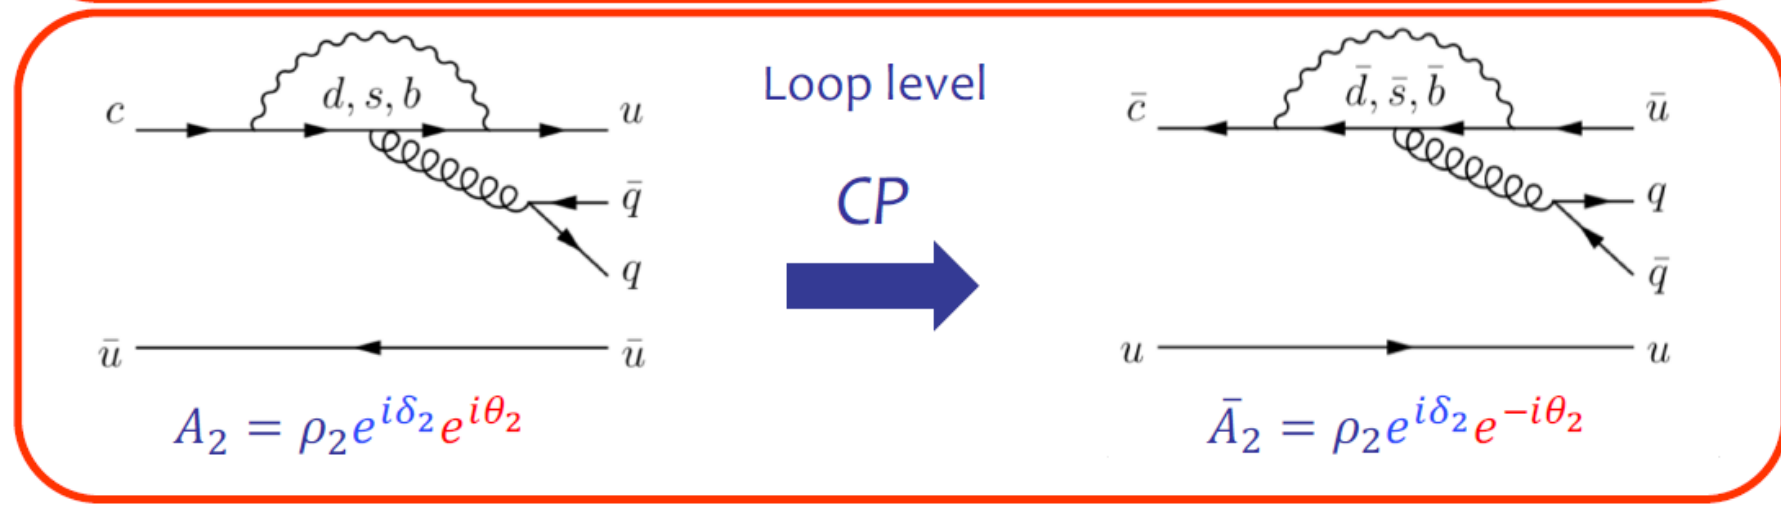 d, s, b
c
u
q̄
q
ū
ū
A₂ = ρ₂e^{iδ₂}e^{iθ₂}
Loop level
CP
d̄, s̄, b̄
c̄
ū
q
q̄
u
u
Ā₂ = ρ₂e^{iδ₂}e^{-iθ₂}